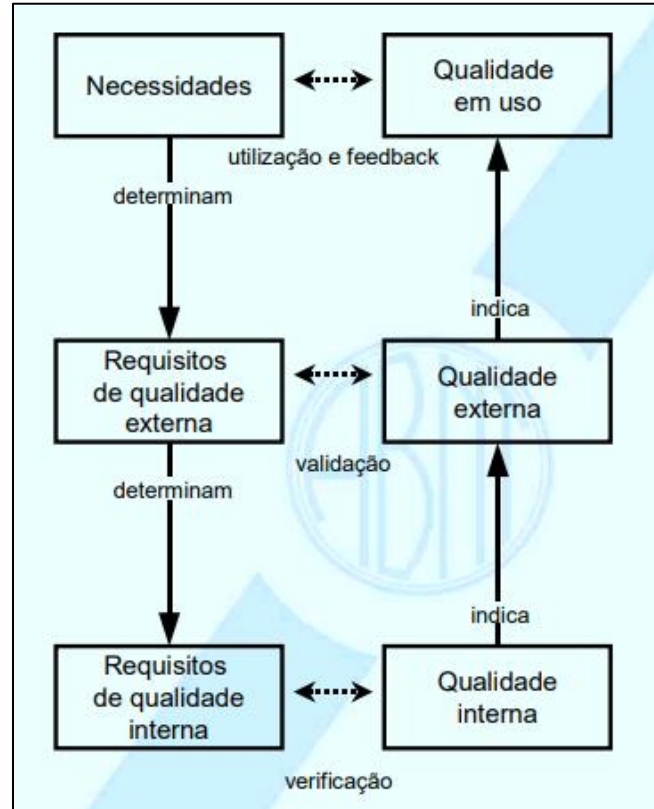 Necessidades
Qualidade
em uso
utilização e feedback
determinam
indica
Requisitos
de qualidade
externa
Qualidade
externa
validação
determinam
indica
Requisitos
de qualidade
interna
Qualidade
interna
verificação
ABNT